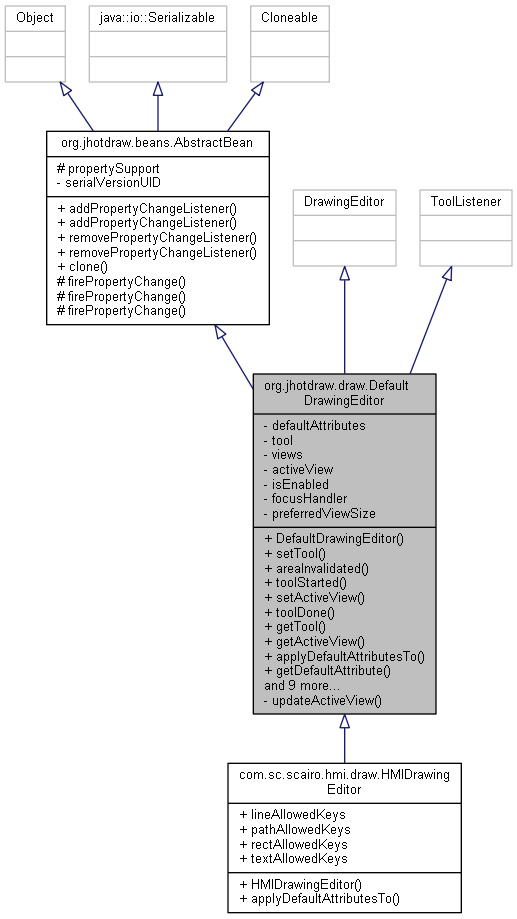 Object
java::io::Serializable
Cloneable
org.jhotdraw.beans.AbstractBean
# propertySupport
- serialVersionUID
+ addPropertyChangeListener()
+ addPropertyChangeListener()
+ removePropertyChangeListener()
+ removePropertyChangeListener()
+ clone()
# firePropertyChange()
# firePropertyChange()
# firePropertyChange()
DrawingEditor
ToolListener
org.jhotdraw.draw.Default
DrawingEditor
- defaultAttributes
- tool
- views
- activeView
- isEnabled
- focusHandler
- preferredViewSize
+ DefaultDrawingEditor()
+ setTool()
+ areaInvalidated()
+ toolStarted()
+ setActiveView()
+ toolDone()
+ getTool()
+ getActiveView()
+ applyDefaultAttributesTo()
+ getDefaultAttribute()
and 9 more...
- updateActiveView()
com.sc.scairo.hmi.draw.HMIDrawing
Editor
+ lineAllowedKeys
+ pathAllowedKeys
+ rectAllowedKeys
+ textAllowedKeys
+ HMIDrawingEditor()
+ applyDefaultAttributesTo()